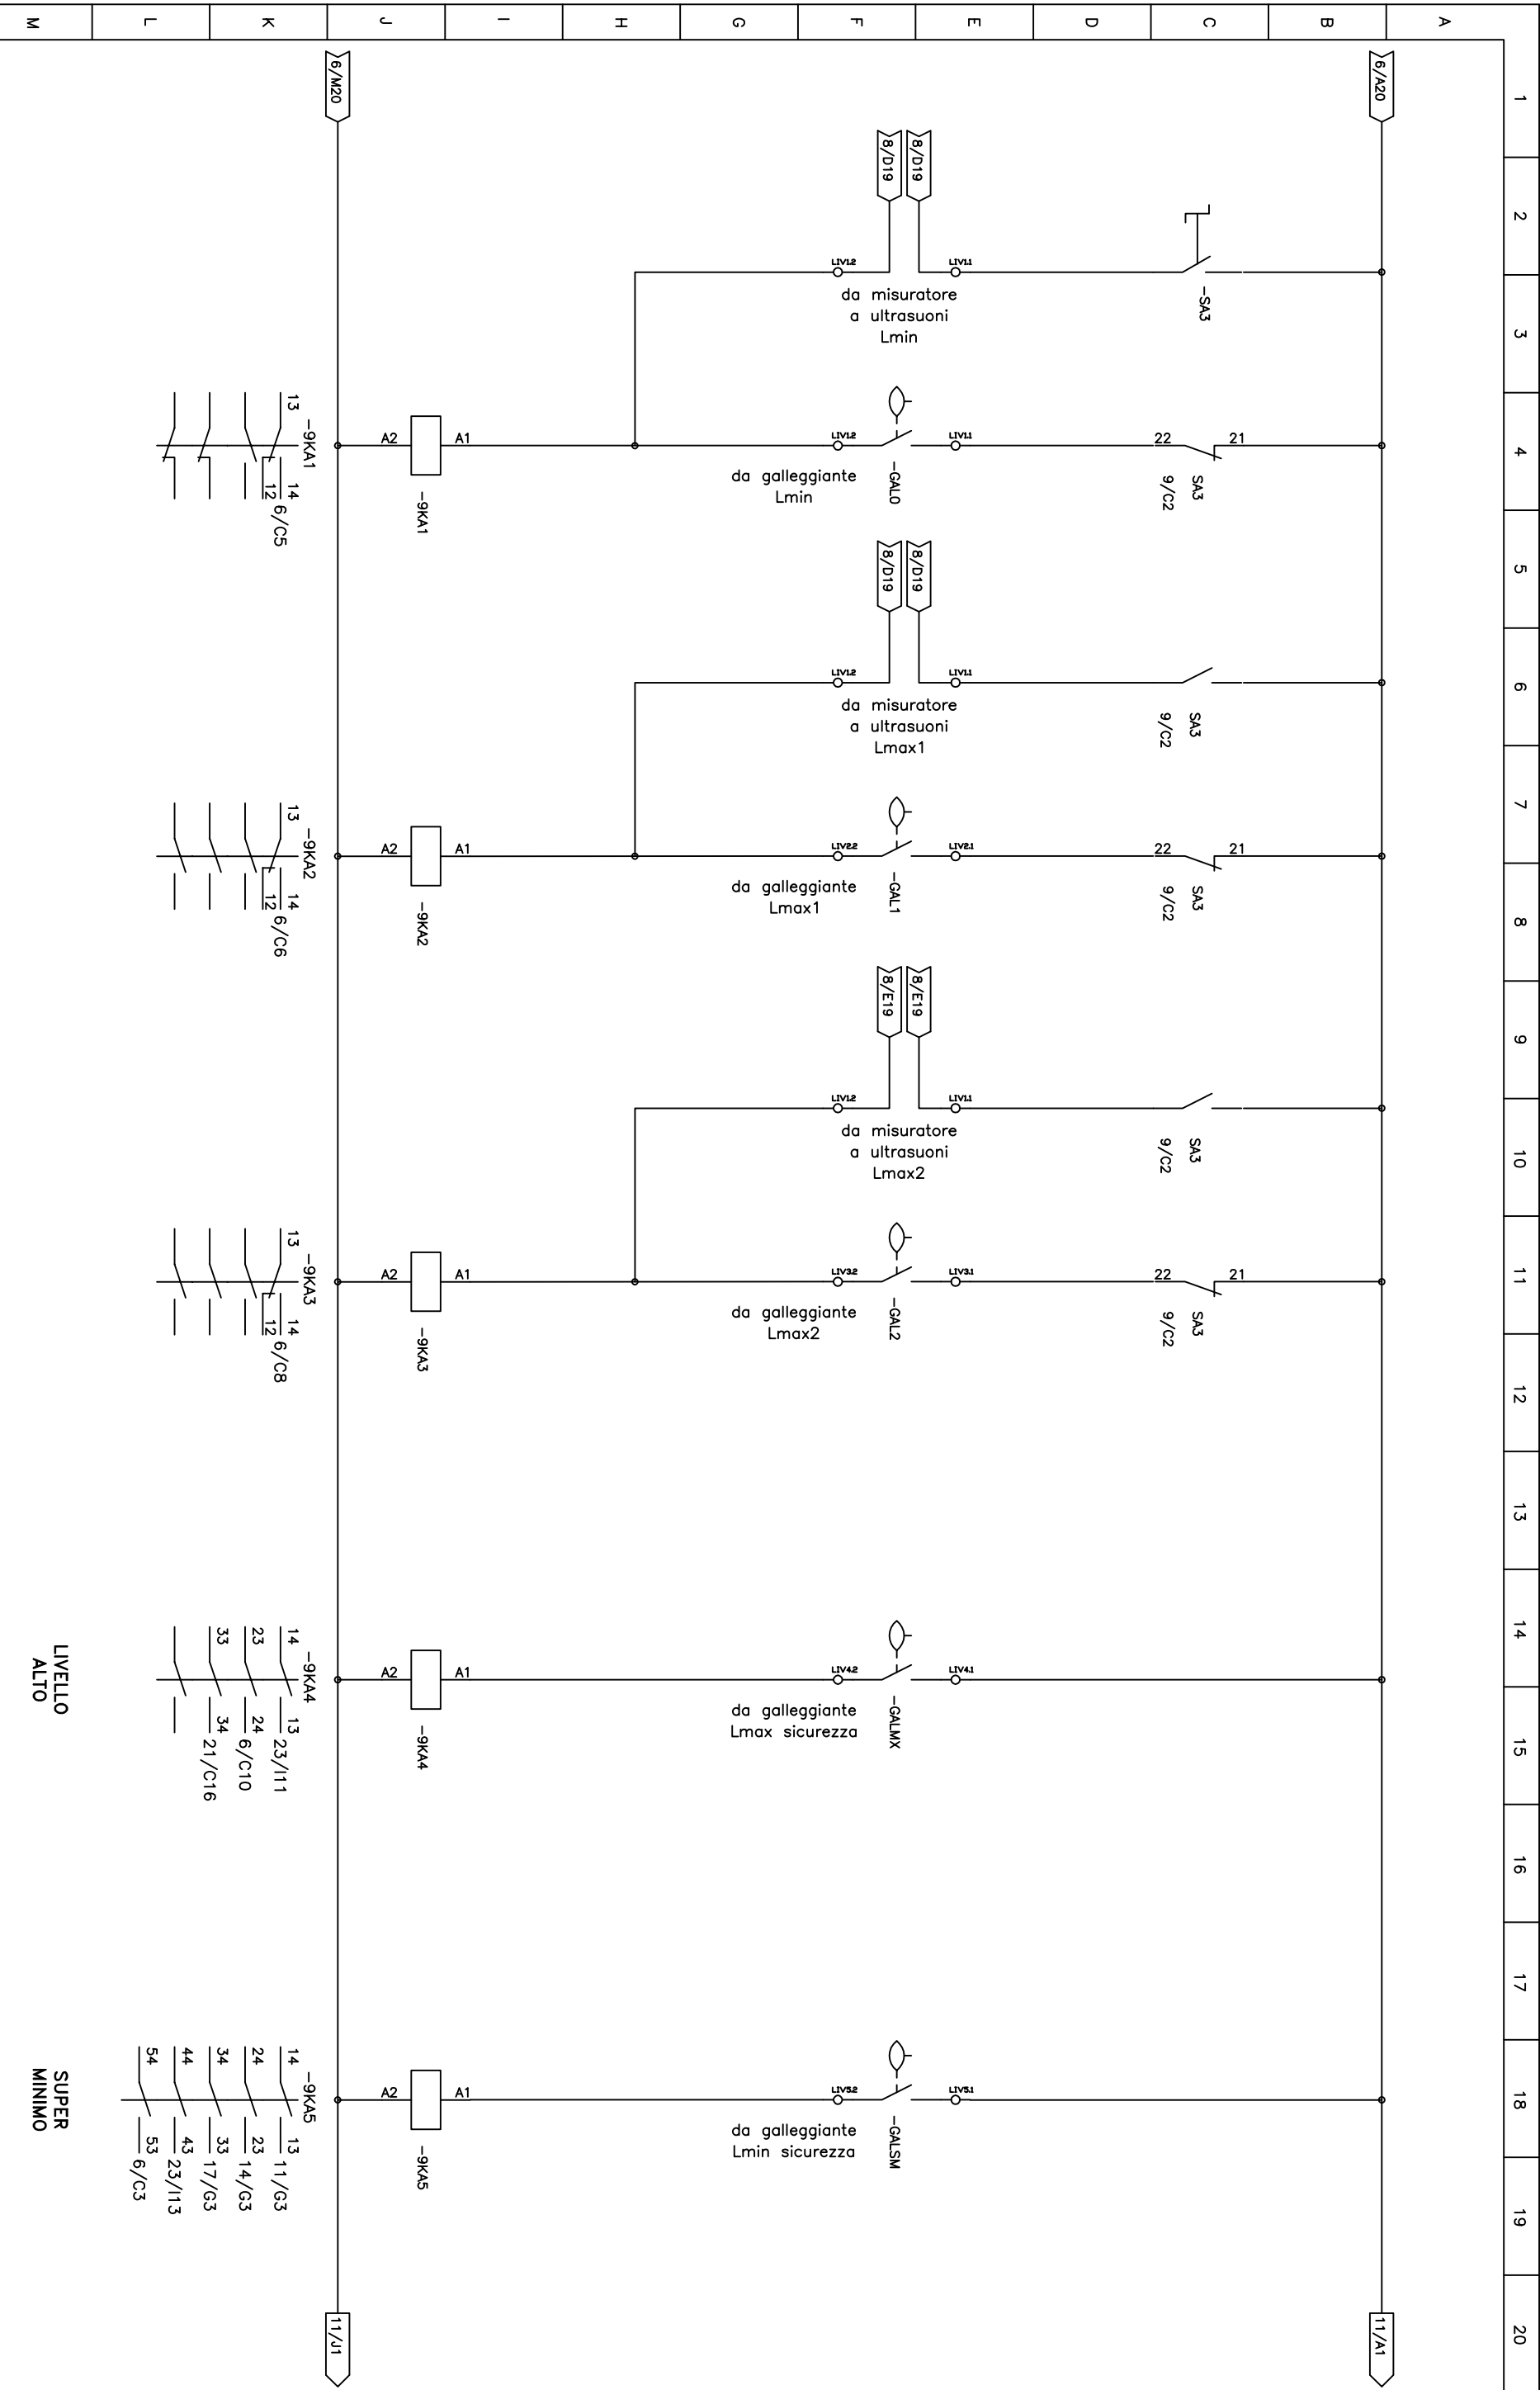 A
B
C
D
E
F
G
H
I
J
K
L
M
1
2
3
4
5
6
7
8
9
10
11
12
13
14
15
16
17
18
19
20
6/A20
11/A1
-SA3
21
22
SA3
9/C2
SA3
9/C2
21
22
SA3
9/C2
SA3
9/C2
21
22
SA3
9/C2
8/D19
8/D19
LIV1.1
LIV1.2
da misuratore
a ultrasuoni
Lmin
LIV1.1
-GAL0
LIV1.2
da galleggiante
Lmin
8/D19
8/D19
LIV1.1
LIV1.2
da misuratore
a ultrasuoni
Lmax1
LIV2.1
-GAL1
LIV2.2
da galleggiante
Lmax1
8/E19
8/E19
LIV1.1
LIV1.2
da misuratore
a ultrasuoni
Lmax2
LIV3.1
-GAL2
LIV3.2
da galleggiante
Lmax2
LIV4.1
-GALMX
LIV4.2
da galleggiante
Lmax sicurezza
LIV5.1
-GALSM
LIV5.2
da galleggiante
Lmin sicurezza
A1
A2
-9KA1
A1
A2
-9KA2
A1
A2
-9KA3
A1
A2
-9KA4
A1
A2
-9KA5
6/M20
11/J1
-9KA1
13
14
12
6/C5
-9KA2
13
14
12
6/C6
-9KA3
13
14
12
6/C8
-9KA4
14 13 23/I11
23 24 6/C10
33 34 21/C16
-9KA5
14 13 11/G3
24 23 14/G3
34 33 17/G3
44 43 23/I13
54 53 6/C3
LIVELLO
ALTO
SUPER
MINIMO